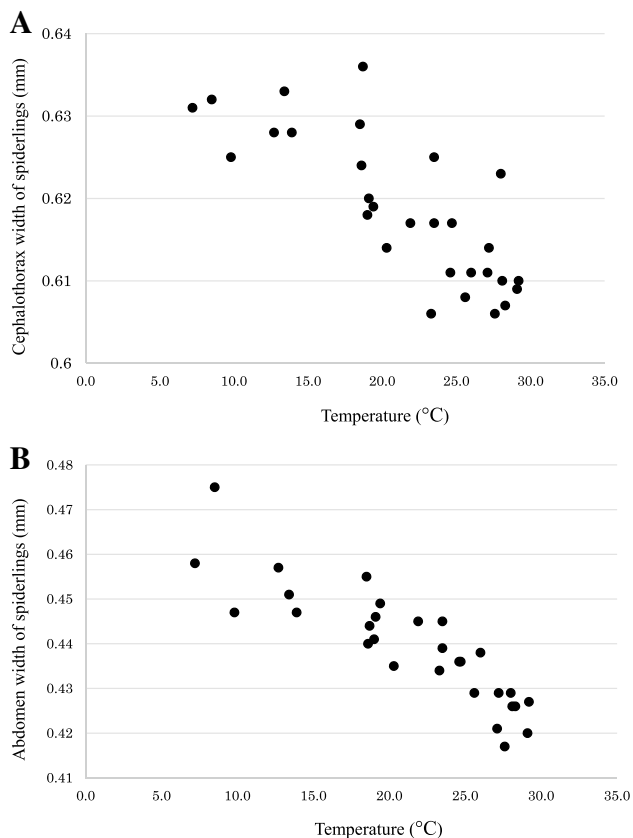 A
Cephalothorax width of spiderlings (mm)
0.64
0.63
0.62
0.61
0.6
0.0 5.0 10.0 15.0 20.0 25.0 30.0 35.0
Temperature (°C)
B
Abdomen width of spiderlings (mm)
0.48
0.47
0.46
0.45
0.44
0.43
0.42
0.41
0.0 5.0 10.0 15.0 20.0 25.0 30.0 35.0
Temperature (°C)